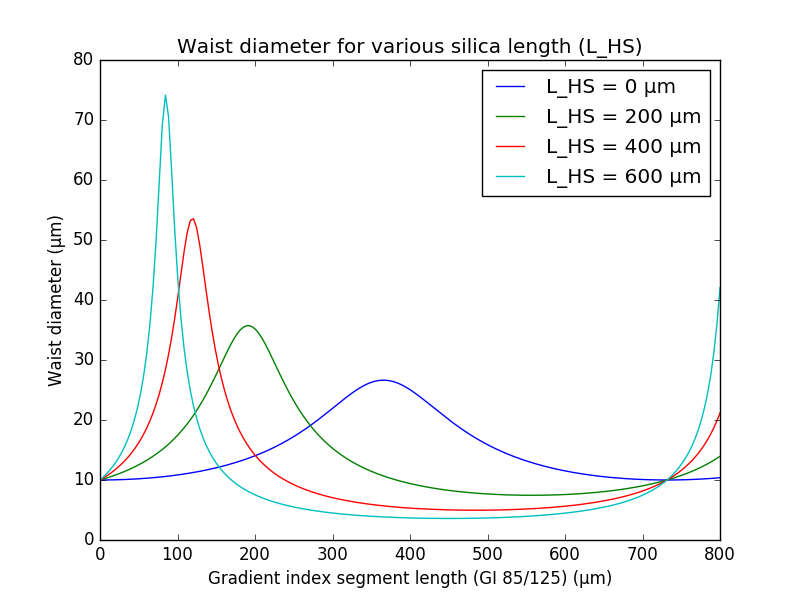 Waist diameter for various silica length (L_HS)
80
70
60
50
40
30
20
10
0
Waist diameter (μm)
L_HS = 0 μm
L_HS = 200 μm
L_HS = 400 μm
L_HS = 600 μm
0 100 200 300 400 500 600 700 800
Gradient index segment length (GI 85/125) (μm)